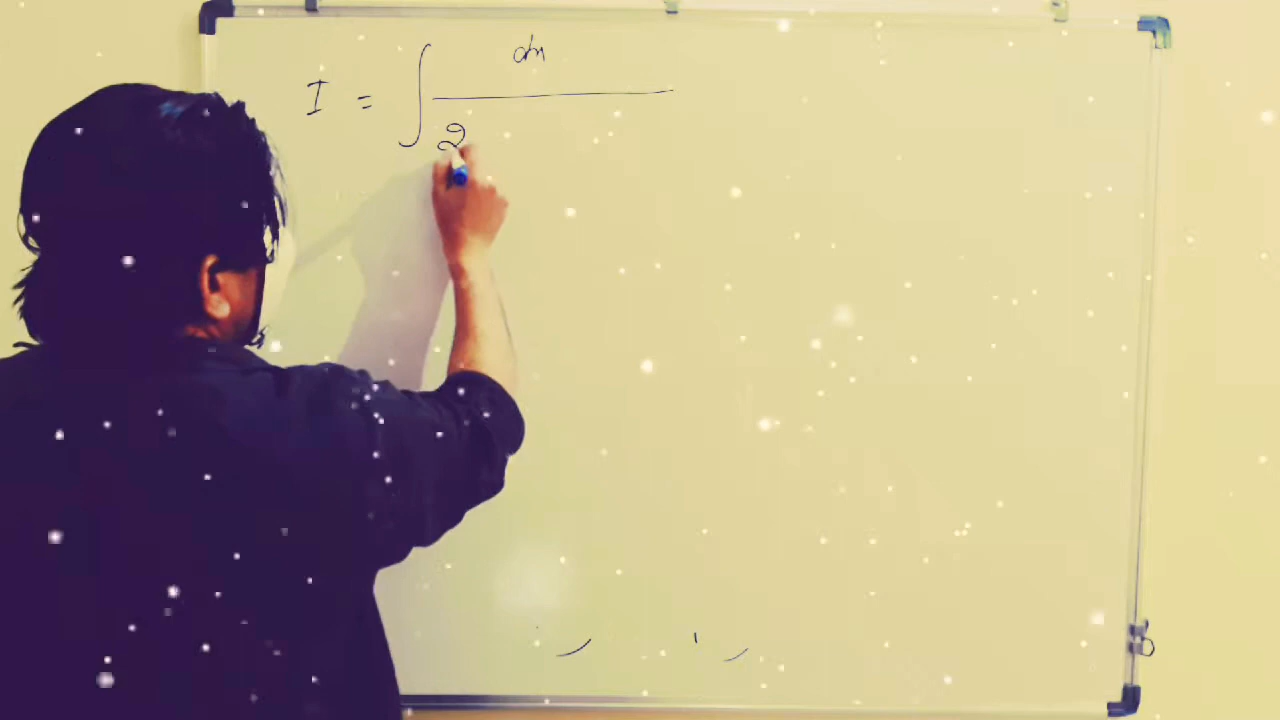 I = ∫ dx / 2